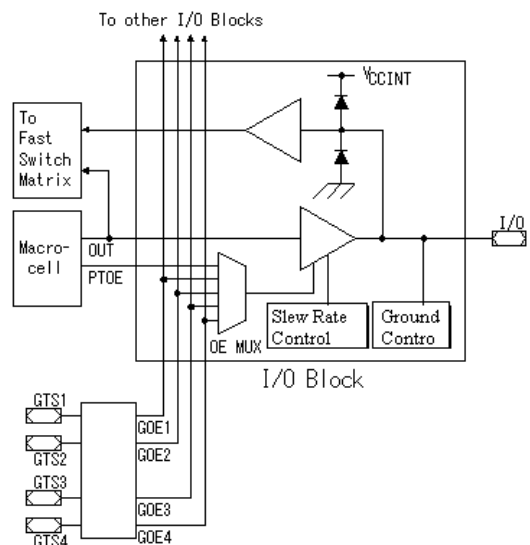 To other I/O Blocks
VCCINT
To
Fast
Switch
Matrix
I/O
Macro-
cell
OUT
PTOE
Slew Rate
Control
Ground
Contro
OE MUX
I/O Block
GTS1
GOE1
GTS2
GOE2
GTS3
GOE3
GTS4
GOE4